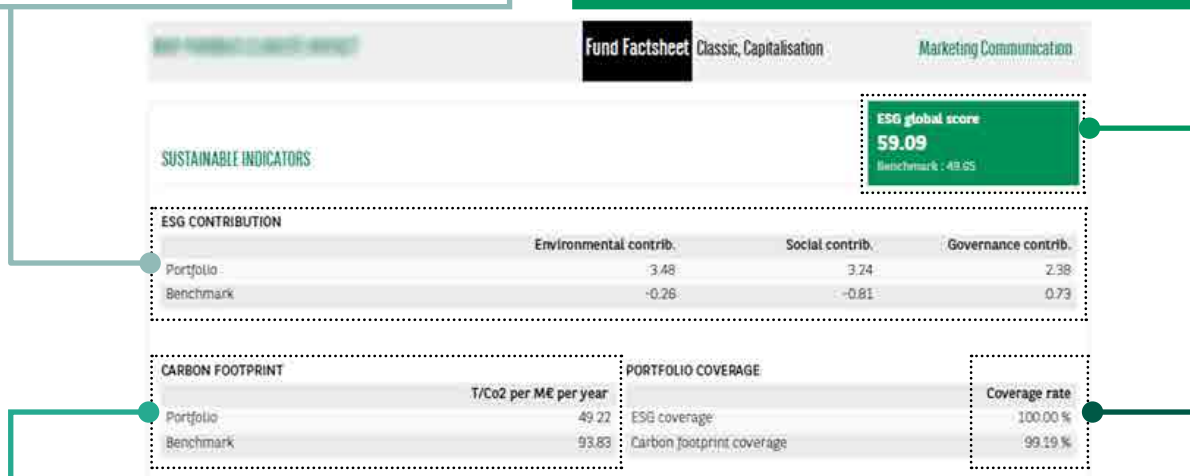 Fund Factsheet Classic, Capitalisation Marketing Communication
ESG global score
59.09
Benchmark : 49.65
SUSTAINABLE INDICATORS
ESG CONTRIBUTION
Environmental contrib. Social contrib. Governance contrib.
Portfolio 3.48 3.24 2.38
Benchmark -0.26 -0.81 0.73
CARBON FOOTPRINT
T/Co2 per M€ per year
Portfolio 49.22
Benchmark 93.83
PORTFOLIO COVERAGE
Coverage rate
ESG coverage 100.00 %
Carbon footprint coverage 99.19 %